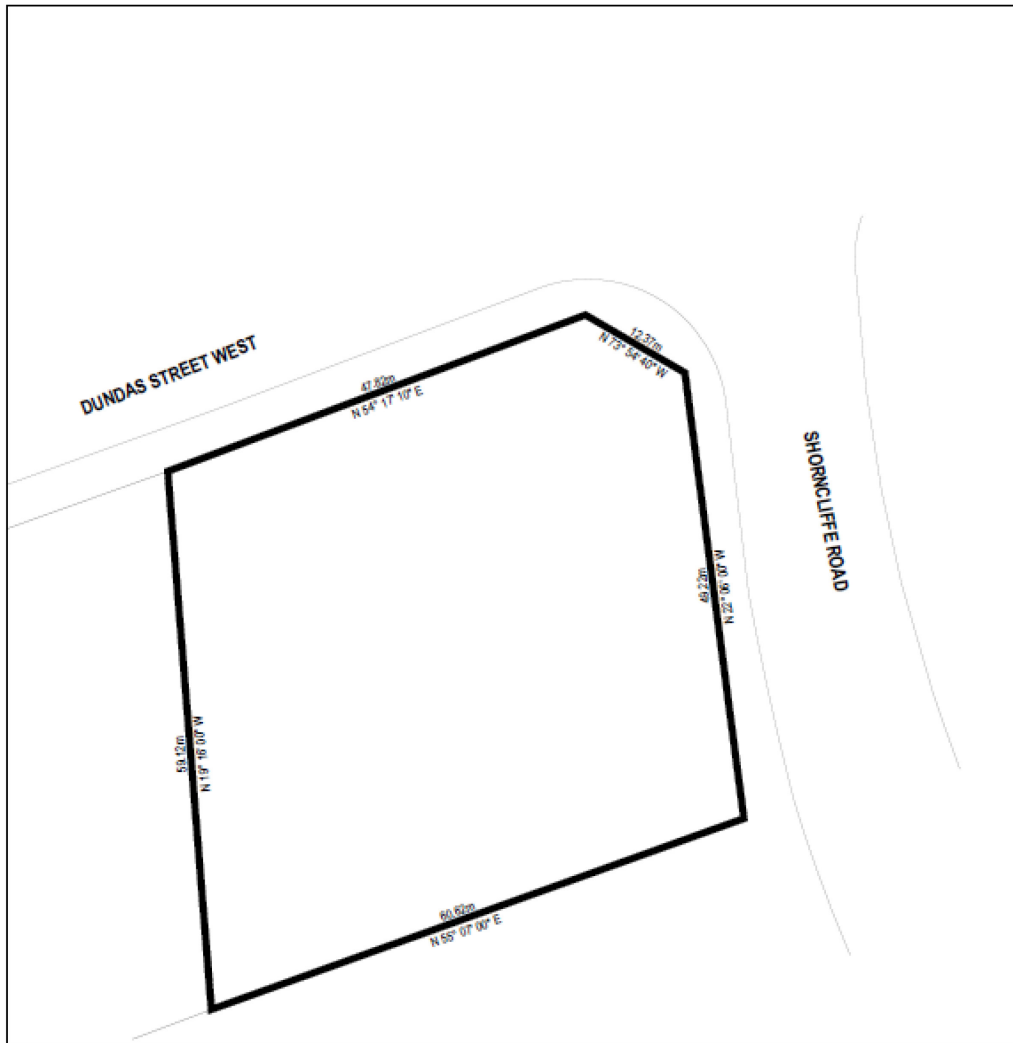 DUNDAS STREET WEST
47.82m
N 54° 17' 10" E
12.37m
N 73° 54' 40" W
SHORNCLIFFE ROAD
49.22m
N 22° 06' 00" W
59.12m
N 19° 16' 00" W
60.62m
N 55° 07' 00" E